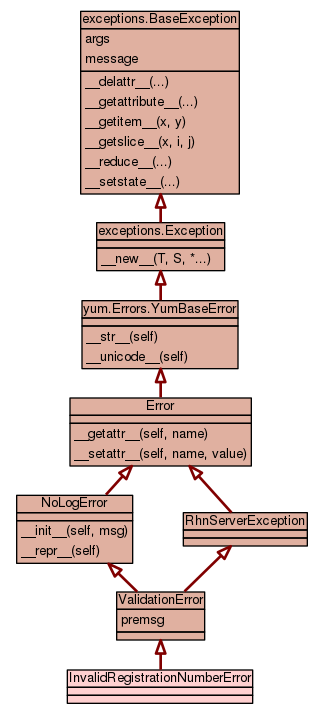 exceptions.BaseException
args
message
__delattr__(...)
__getattribute__(...)
__getitem__(x, y)
__getslice__(x, i, j)
__reduce__(...)
__setstate__(...)
exceptions.Exception
__new__(T, S, *...)
yum.Errors.YumBaseError
__str__(self)
__unicode__(self)
Error
__getattr__(self, name)
__setattr__(self, name, value)
NoLogError
__init__(self, msg)
__repr__(self)
RhnServerException
ValidationError
premsg
InvalidRegistrationNumberError